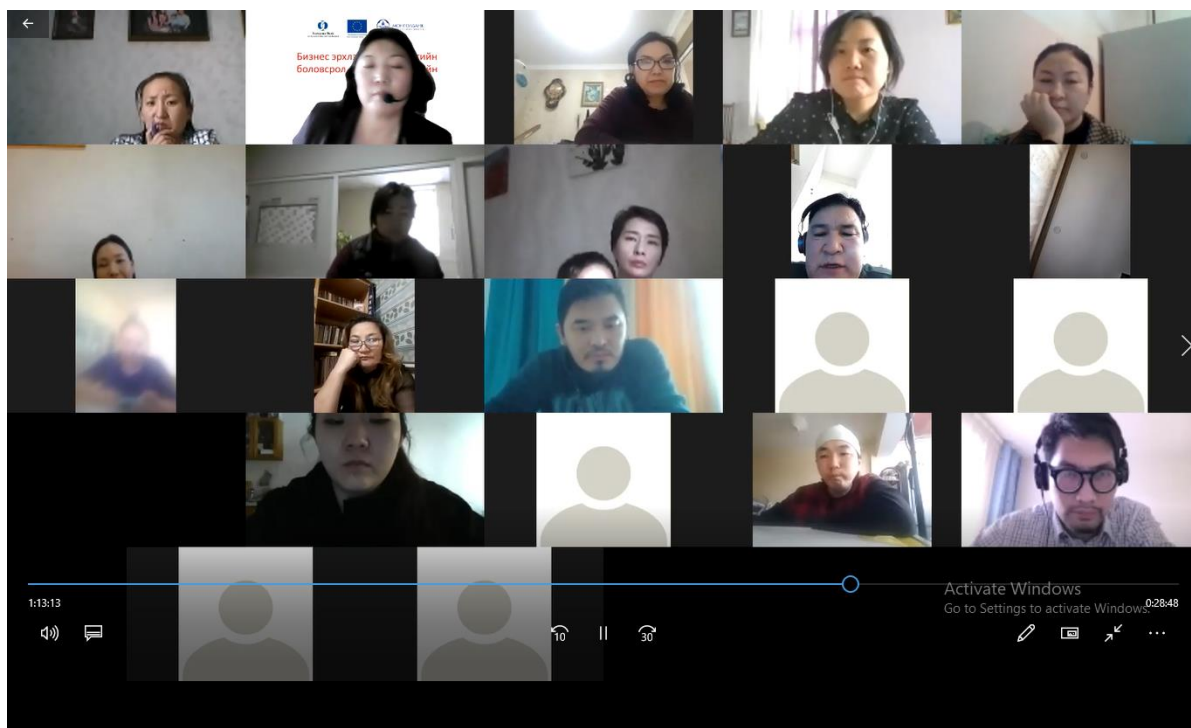 Бизнес эрхл
боловсрол
ийн
йн
1:13:13
Activate Windows
Go to Settings to activate Windows.
0:28:48
10
30